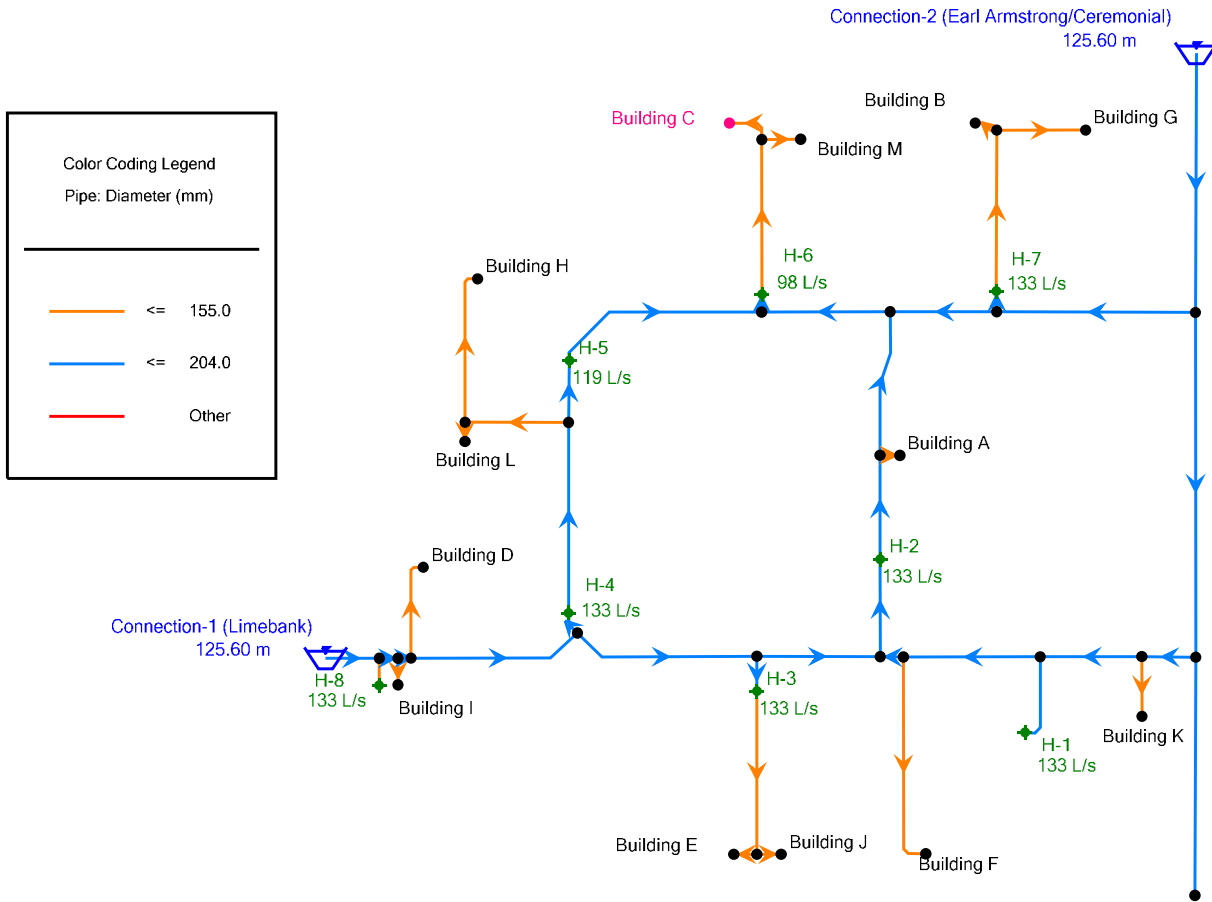 Connection-2 (Earl Armstrong/Ceremonial)
125.60 m
Building C
Building M
Building B
Building G
Color Coding Legend
Pipe: Diameter (mm)
<= 155.0
<= 204.0
Other
H-6
98 L/s
H-7
133 L/s
Building H
H-5
119 L/s
Building L
Building A
Building D
H-2
133 L/s
H-4
133 L/s
Connection-1 (Limebank)
125.60 m
H-8
133 L/s
Building I
H-3
133 L/s
H-1
133 L/s
Building K
Building E
Building J
Building F